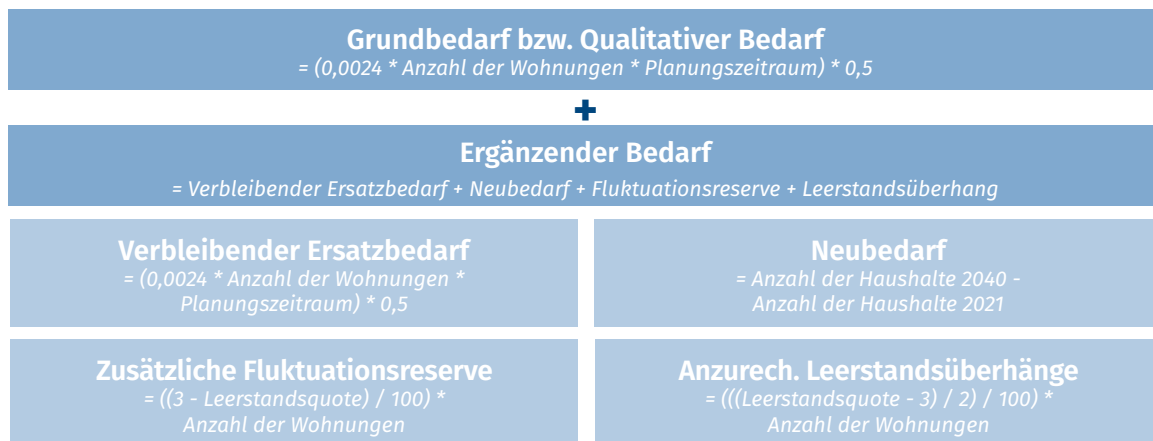 Grundbedarf bzw. Qualitativer Bedarf
= (0,0024 * Anzahl der Wohnungen * Planungszeitraum) * 0,5
+
Ergänzender Bedarf
= Verbleibender Ersatzbedarf + Neubedarf + Fluktuationsreserve + Leerstandsüberhang
Verbleibender Ersatzbedarf
= (0,0024 * Anzahl der Wohnungen *
Planungszeitraum) * 0,5
Neubedarf
= Anzahl der Haushalte 2040 -
Anzahl der Haushalte 2021
Zusätzliche Fluktuationsreserve
= ((3 - Leerstandsquote) / 100) *
Anzahl der Wohnungen
Anzurech. Leerstandsüberhänge
= (((Leerstandsquote - 3) / 2) / 100) *
Anzahl der Wohnungen